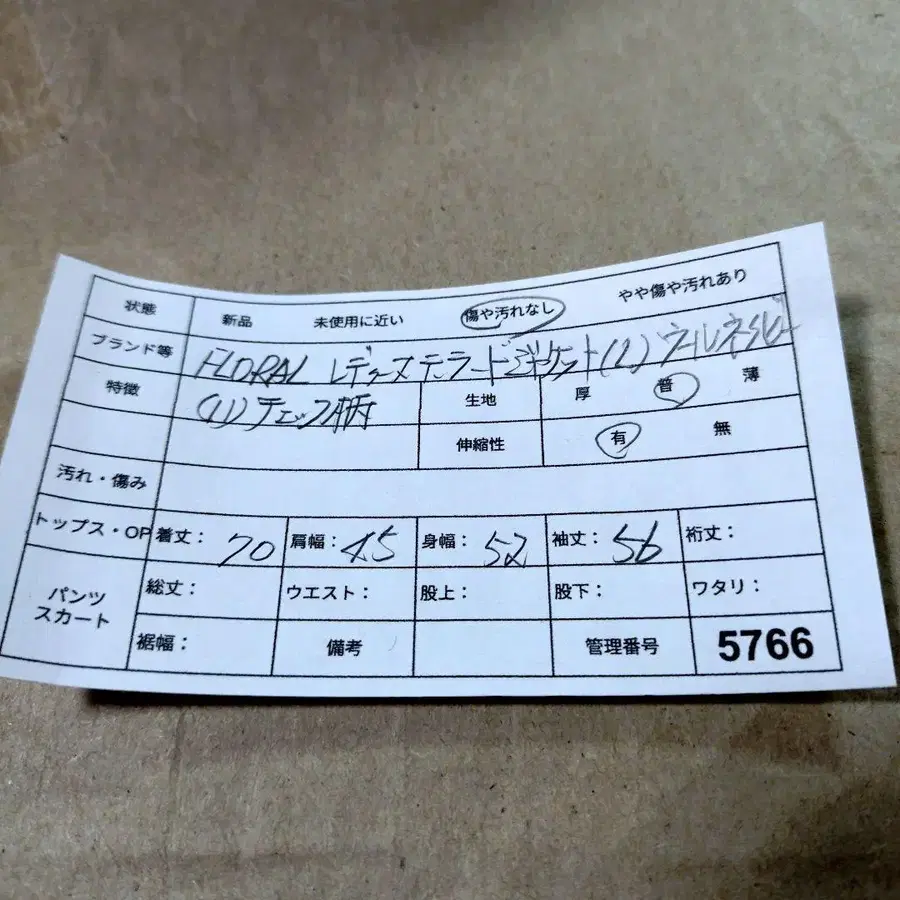 状態 新品 未使用に近い 傷や汚れなし やや傷や汚れあり
ブランド等 FLORAL レディース テーラードジャケット(L)
特徴 (11)チェック柄 生地 厚 普 薄
伸縮性 有 無
汚れ・傷み
トップス・OP 着丈： 70 肩幅： 45 身幅： 52 袖丈： 56 裄丈：
パンツ スカート 総丈： ウエスト： 股上： 股下： ワタリ：
裾幅： 備考 管理番号 5766